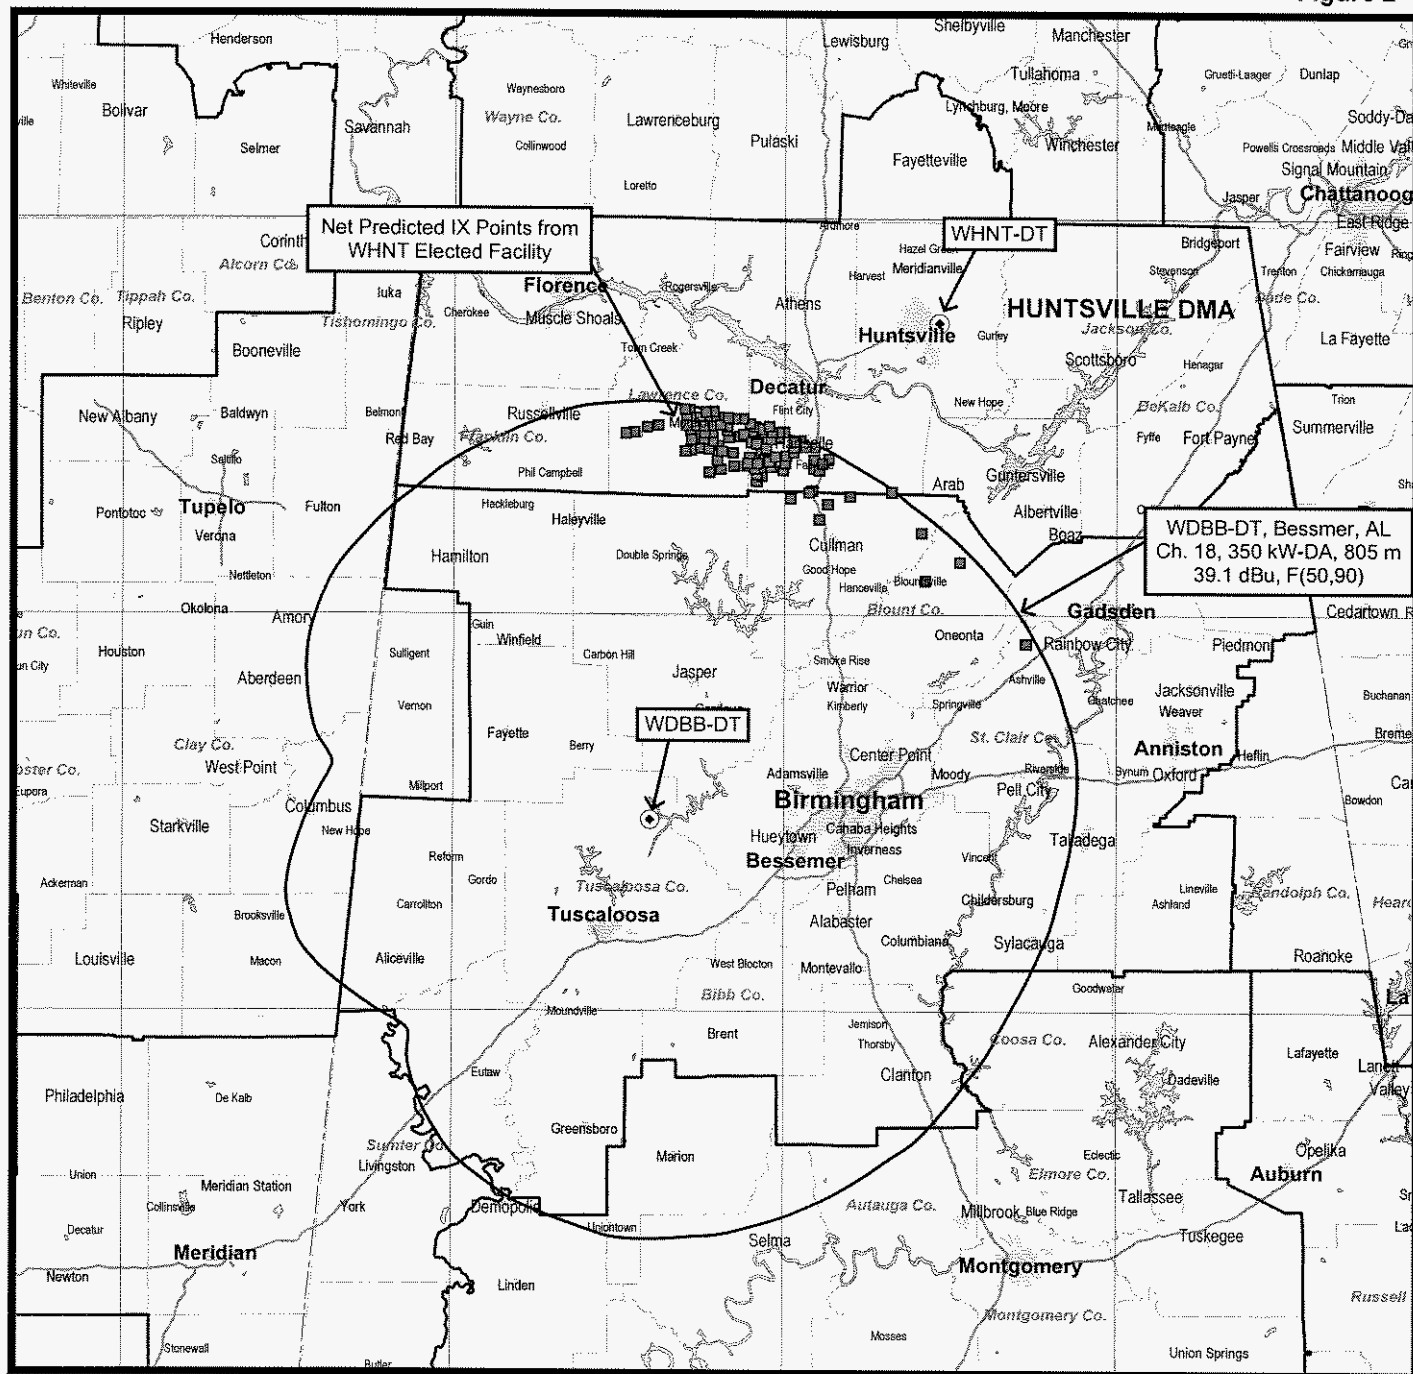 Henderson
Shelbyville
Manchester
Lewisburg
Whiteville
Bolivar
Waynesboro
Tullahoma
Gruetli-Laager
Dunlap
Wayne Co.
Lawrenceburg
Lynchburg, Moore
Savannah
Pulaski
Monteagle
Selmer
Collinwood
Winchester
Powells Crossroads
Fayetteville
Signal Mountain
Loretto
Jasper
Net Predicted IX Points from
WHNT Elected Facility
WHNT-DT
East Ridge
Ardmore
Hazel Green
Bridgeport
Fairview
Alcorn Co.
Harvest
Meridianville
Stevenson
Trenton
Chickamauga
Florence
Rogersville
Benton Co.
Tippah Co.
Iuka
Cherokee
Athens
HUNTSVILLE DMA
Dade Co.
Ripley
Tishomingo Co.
Muscle Shoals
Huntsville
Gurley
Jackson Co.
La Fayette
Booneville
Town Creek
Scottsboro
Henagar
Decatur
Lawrence Co.
New Albany
Baldwyn
Belmont
Russellville
Flint City
New Hope
DeKalb Co.
Trion
Summerville
Red Bay
Franklin Co.
Fyffe
Fort Payne
Saltillo
Phil Campbell
Guntersville
Arab
Tupelo
Pontotoc
Fulton
Hackleburg
Haleyville
Albertville
Verona
Boaz
WDBB-DT, Bessmer, AL
Ch. 18, 350 kW-DA, 805 m
39.1 dBu, F(50,90)
Hamilton
Double Springs
Cullman
Good Hope
Nettleton
Hanceville
Blountsville
Okolona
Amory
Blount Co.
Gadsden
Cedartown
Guin
Winfield
Oneonta
Rainbow City
Piedmont
Houston
Sulligent
Carbon Hill
Smoke Rise
Aberdeen
Jasper
Warrior
Ashville
Jacksonville
Buchanan
Vernon
Kimberly
Springville
Weaver
WDBB-DT
Clay Co.
Fayette
Berry
St. Clair Co.
Anniston
West Point
Center Point
Heflin
Eupora
Adamsville
Moody
Riverside
Bynum
Oxford
Millport
Pell City
Birmingham
Bowdon
Columbus
Starkville
New Hope
Hueytown
Cahaba Heights
Talladega
Inverness
Reform
Bessemer
Vincent
Ackerman
Gordo
Tuscaloosa Co.
Chelsea
Pelham
Lineville
Randolph Co.
Carrollton
Childersburg
Ashland
Brooksville
Tuscaloosa
Alabaster
Columbiana
Sylacauga
Louisville
Macon
Aliceville
West Blocton
Montevallo
Roanoke
Bibb Co.
Goodwater
Moundville
Brent
Jemison
Thorsby
Coosa Co.
Alexander City
Lafayette
Eutaw
Clanton
Dadeville
Lanett
Valley
Philadelphia
De Kalb
Greensboro
Sumter Co.
Marion
Eclectic
Opelika
Livingston
Elmore Co.
Auburn
Union
Meridian Station
Tallassee
Collinsville
York
Demopolis
Autauga Co.
Millbrook
Blue Ridge
Decatur
Uniontown
Selma
Tuskegee
Meridian
Montgomery
Newton
Linden
Russell
Montgomery Co.
Mosses
Stonewall
Union Springs
Butler